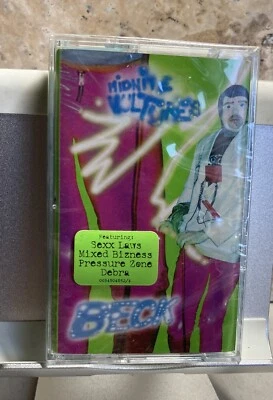 MIDNITE
VULTURES
Featuring:
Sexx Laws
Mixed Bizness
Pressure Zone
Debra
BECK